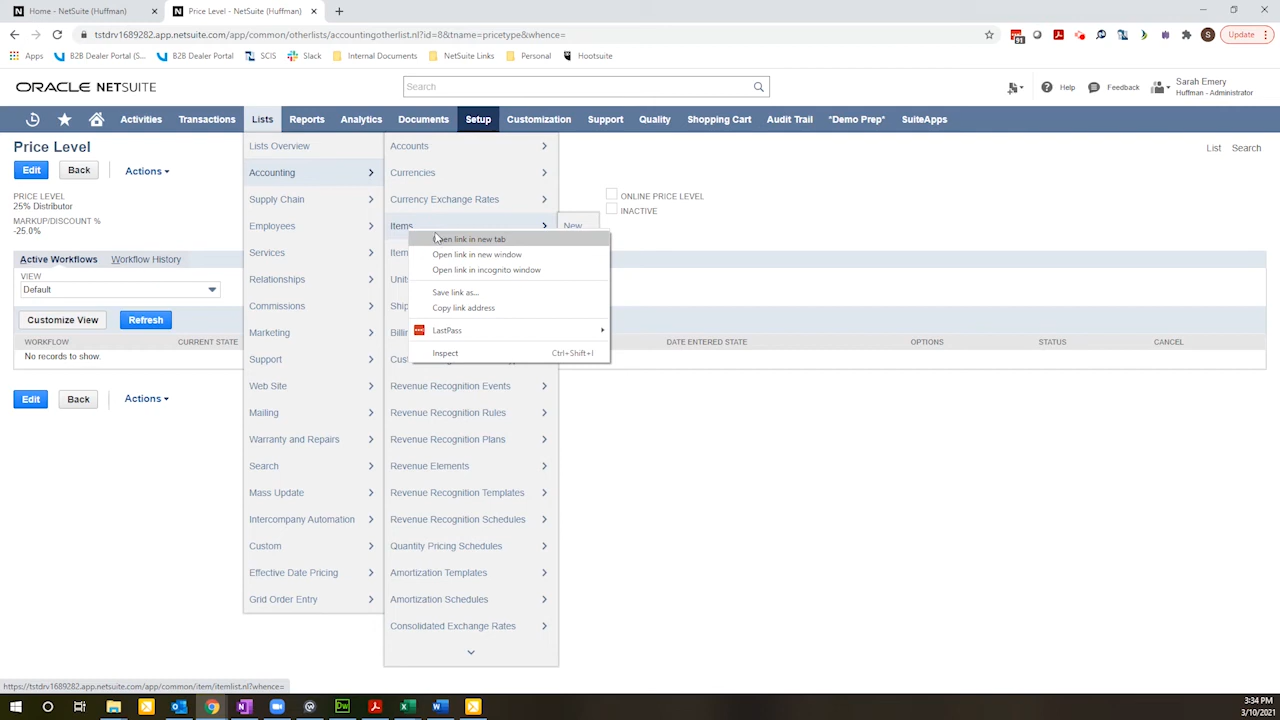 Home - NetSuite (Huffman)
Price Level - NetSuite (Huffman)
tstdrv1689282.app.netsuite.com/app/common/otherlists/accountingotherlist.nl?id=8&tname=pricetype&whence=
91
S
Update
Apps
B2B Dealer Portal (S...
B2B Dealer Portal
SCIS
Slack
Internal Documents
NetSuite Links
Personal
Hootsuite
ORACLE NETSUITE
Search
Help
Feedback
Sarah Emery
Huffman - Administrator
Activities
Transactions
Lists
Reports
Analytics
Documents
Setup
Customization
Support
Quality
Shopping Cart
Audit Trail
*Demo Prep*
SuiteApps
Price Level
List
Search
Edit
Back
Actions
PRICE LEVEL
25% Distributor
MARKUP/DISCOUNT %
-25.0%
ONLINE PRICE LEVEL
INACTIVE
Active Workflows
Workflow History
VIEW
Default
Customize View
Refresh
WORKFLOW
CURRENT STATE
DATE ENTERED STATE
OPTIONS
STATUS
CANCEL
No records to show.
Edit
Back
Actions
Lists Overview
Accounting
Supply Chain
Employees
Services
Relationships
Commissions
Marketing
Support
Web Site
Mailing
Warranty and Repairs
Search
Mass Update
Intercompany Automation
Custom
Effective Date Pricing
Grid Order Entry
Accounts
Currencies
Currency Exchange Rates
Items
New
Revenue Recognition Events
Revenue Recognition Rules
Revenue Recognition Plans
Revenue Elements
Revenue Recognition Templates
Revenue Recognition Schedules
Quantity Pricing Schedules
Amortization Templates
Amortization Schedules
Consolidated Exchange Rates
Open link in new tab
Open link in new window
Open link in incognito window
Save link as...
Copy link address
LastPass
Inspect
Ctrl+Shift+I
https://tstdrv1689282.app.netsuite.com/app/common/item/itemlist.nl?whence=
3:34 PM
3/10/2021